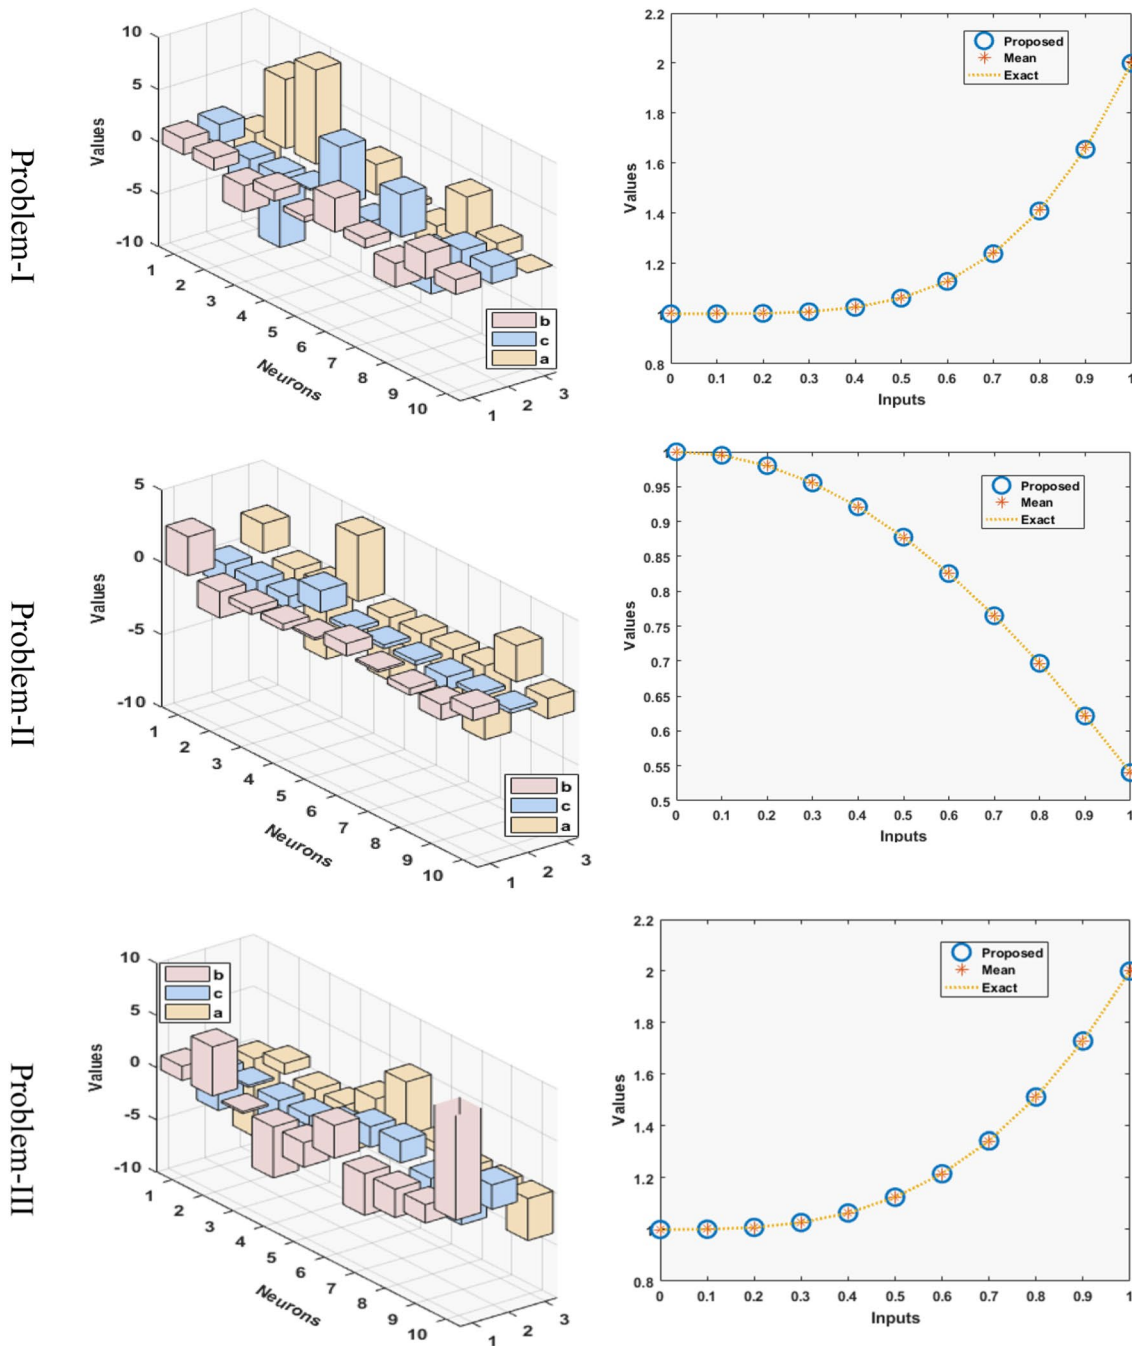 Problem-I
10
5
0
-5
-10
Values
1
2
3
4
5
6
7
8
9
10
Neurons
1
2
3
b
c
a
2.2
2
1.8
1.6
1.4
1.2
1
0.8
Values
Proposed
Mean
Exact
0 0.1 0.2 0.3 0.4 0.5 0.6 0.7 0.8 0.9 1
Inputs
Problem-II
5
0
-5
-10
Values
1
2
3
4
5
6
7
8
9
10
Neurons
1
2
3
b
c
a
1
0.95
0.9
0.85
0.8
0.75
0.7
0.65
0.6
0.55
0.5
Values
Proposed
Mean
Exact
0 0.1 0.2 0.3 0.4 0.5 0.6 0.7 0.8 0.9 1
Inputs
Problem-III
10
5
0
-5
-10
Values
b
c
a
1
2
3
4
5
6
7
8
9
10
Neurons
1
2
3
2.2
2
1.8
1.6
1.4
1.2
1
0.8
Values
Proposed
Mean
Exact
0 0.1 0.2 0.3 0.4 0.5 0.6 0.7 0.8 0.9 1
Inputs